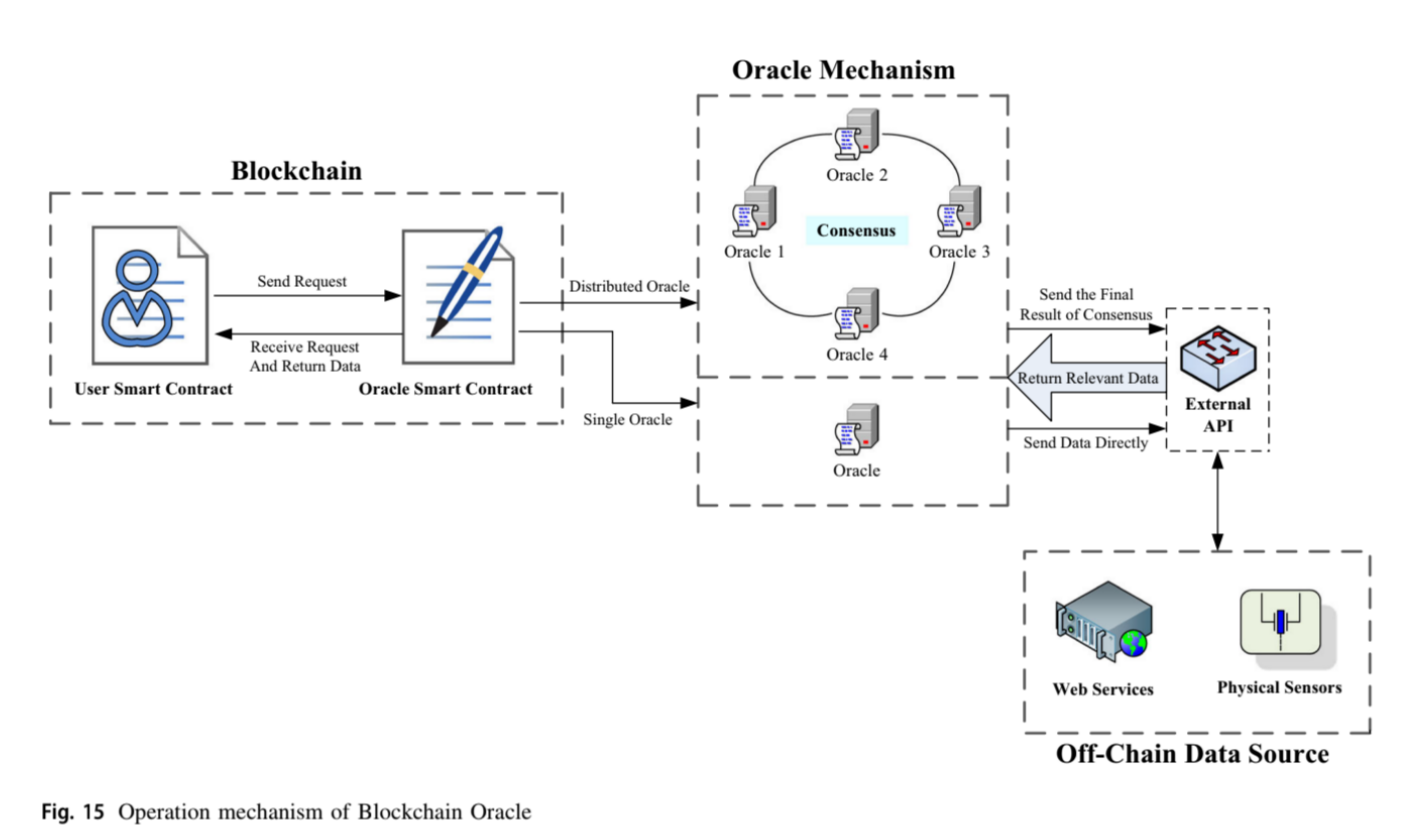 Oracle Mechanism
Blockchain
Oracle 2
Oracle 1
Consensus
Oracle 3
Oracle 4
Send Request
Receive Request
And Return Data
User Smart Contract
Oracle Smart Contract
Distributed Oracle
Single Oracle
Oracle
Send the Final
Result of Consensus
Return Relevant Data
Send Data Directly
External
API
Web Services
Physical Sensors
Off-Chain Data Source
Fig. 15 Operation mechanism of Blockchain Oracle